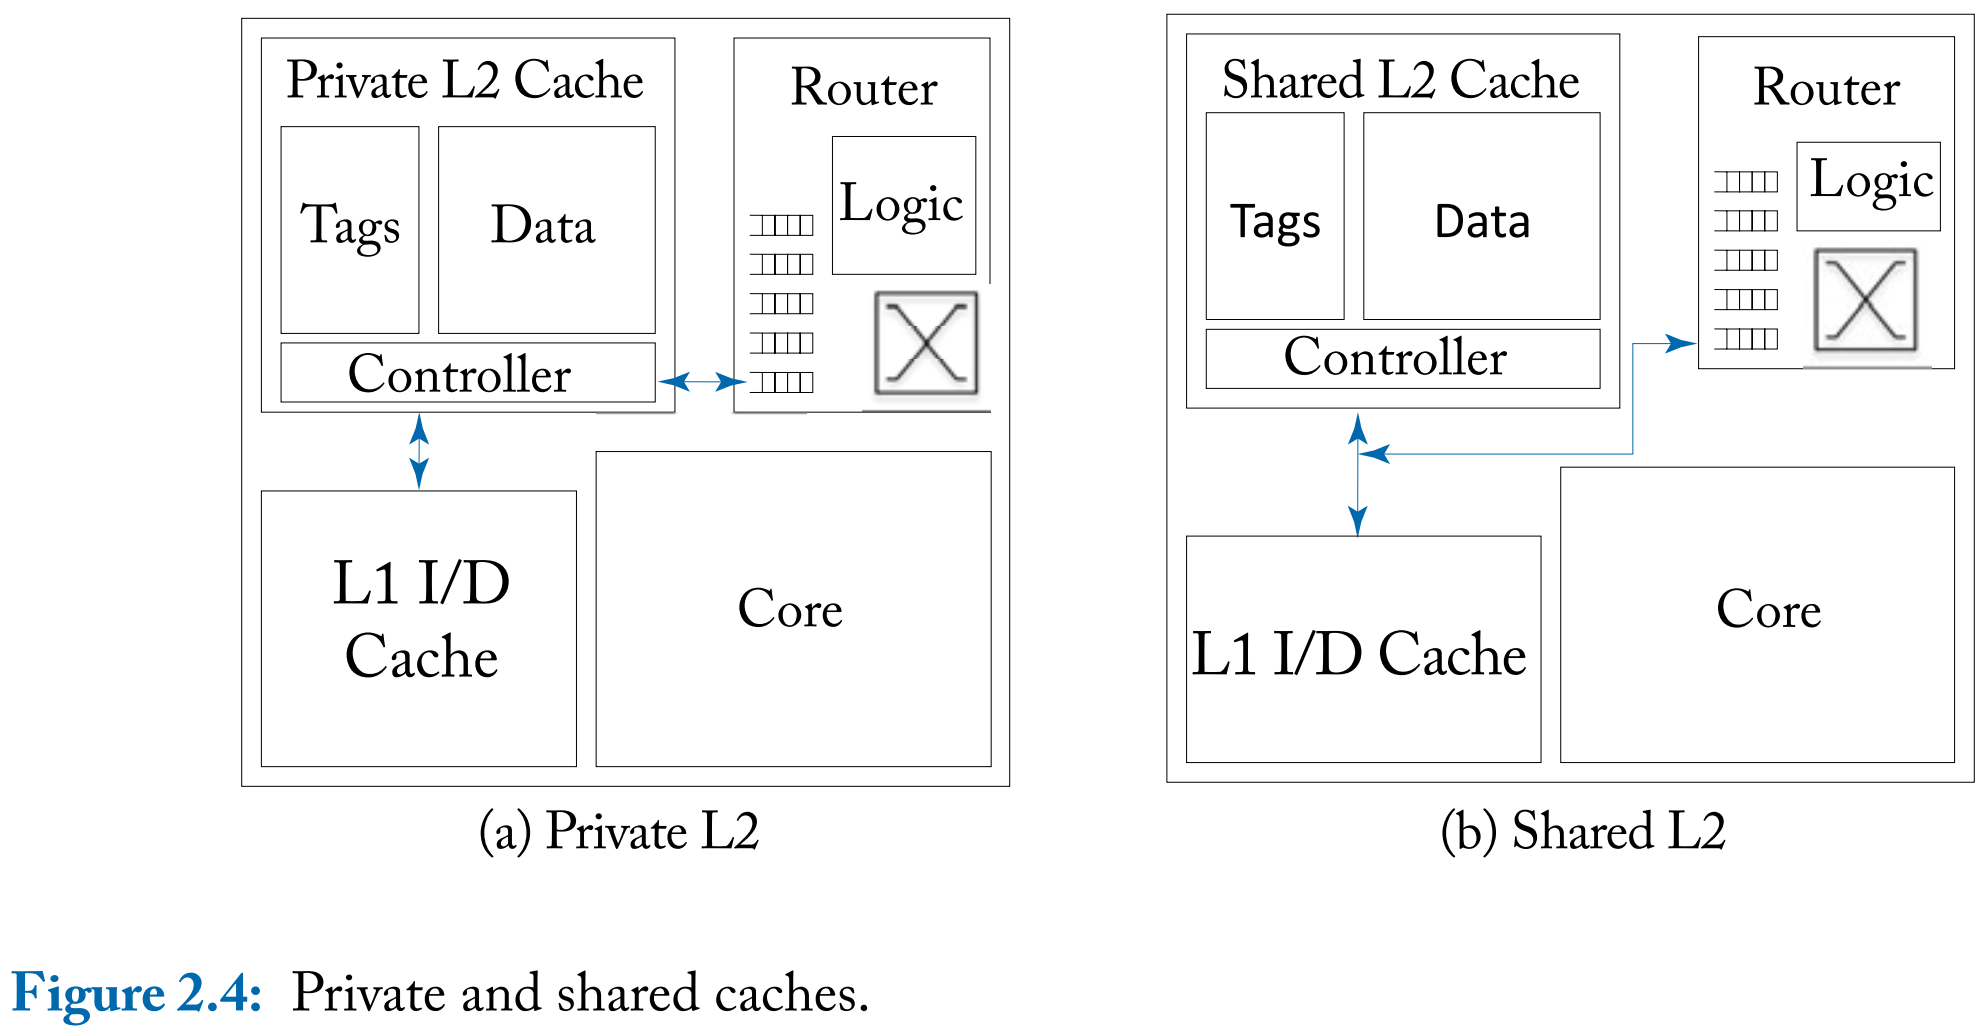 Private L2 Cache
Router
Tags
Data
Logic
Controller
L1 I/D
Cache
Core
(a) Private L2
Shared L2 Cache
Router
Tags
Data
Logic
Controller
L1 I/D Cache
Core
(b) Shared L2
Figure 2.4: Private and shared caches.